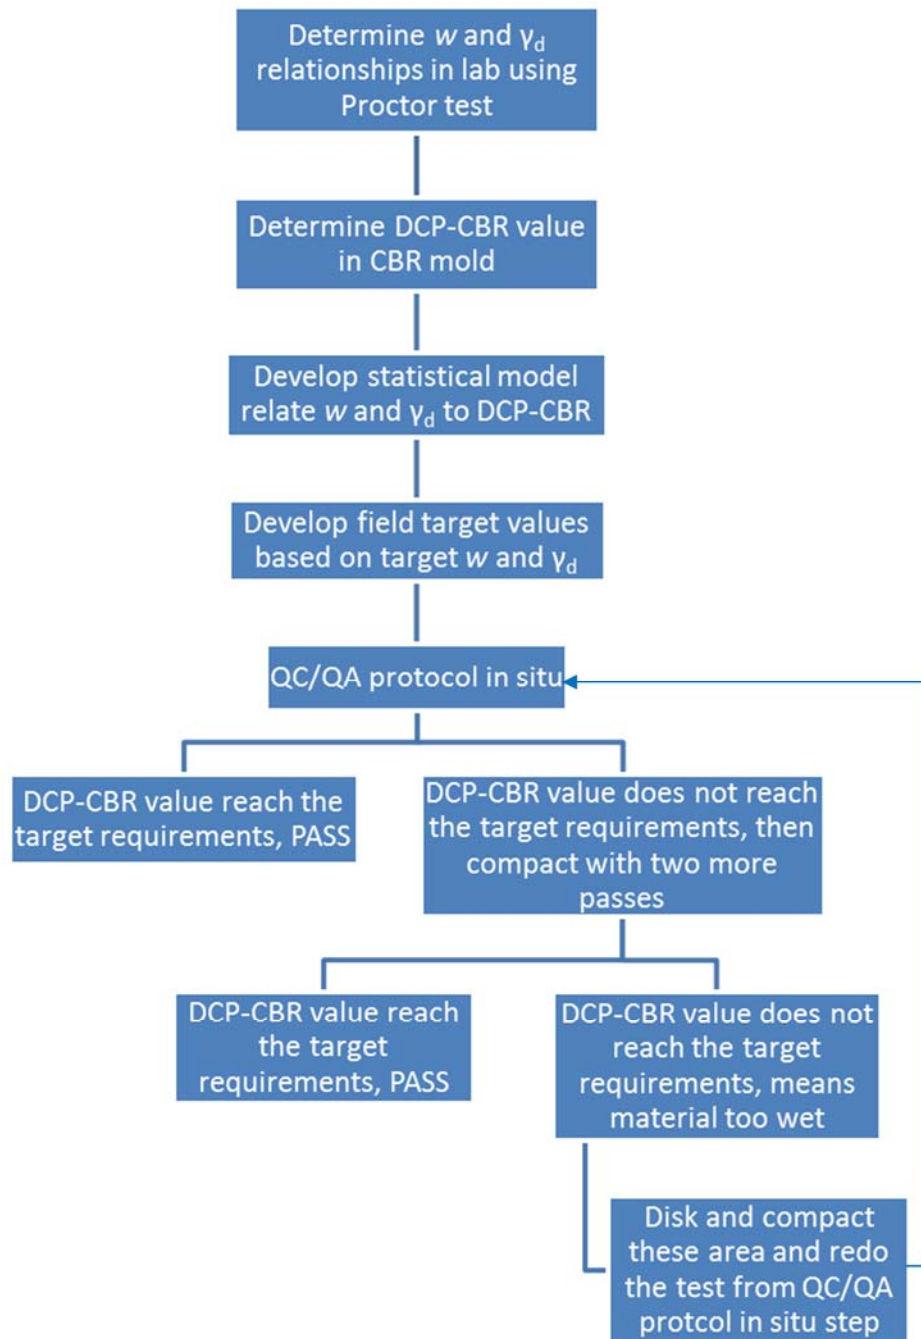 Determine w and γd
relationships in lab using
Proctor test
Determine DCP-CBR value
in CBR mold
Develop statistical model
relate w and γd to DCP-CBR
Develop field target values
based on target w and γd
QC/QA protocol in situ
DCP-CBR value reach the
target requirements, PASS
DCP-CBR value does not reach
the target requirements, then
compact with two more
passes
DCP-CBR value reach
the target
requirements, PASS
DCP-CBR value does not
reach the target
requirements, means
material too wet
Disk and compact
these area and redo
the test from QC/QA
protcol in situ step